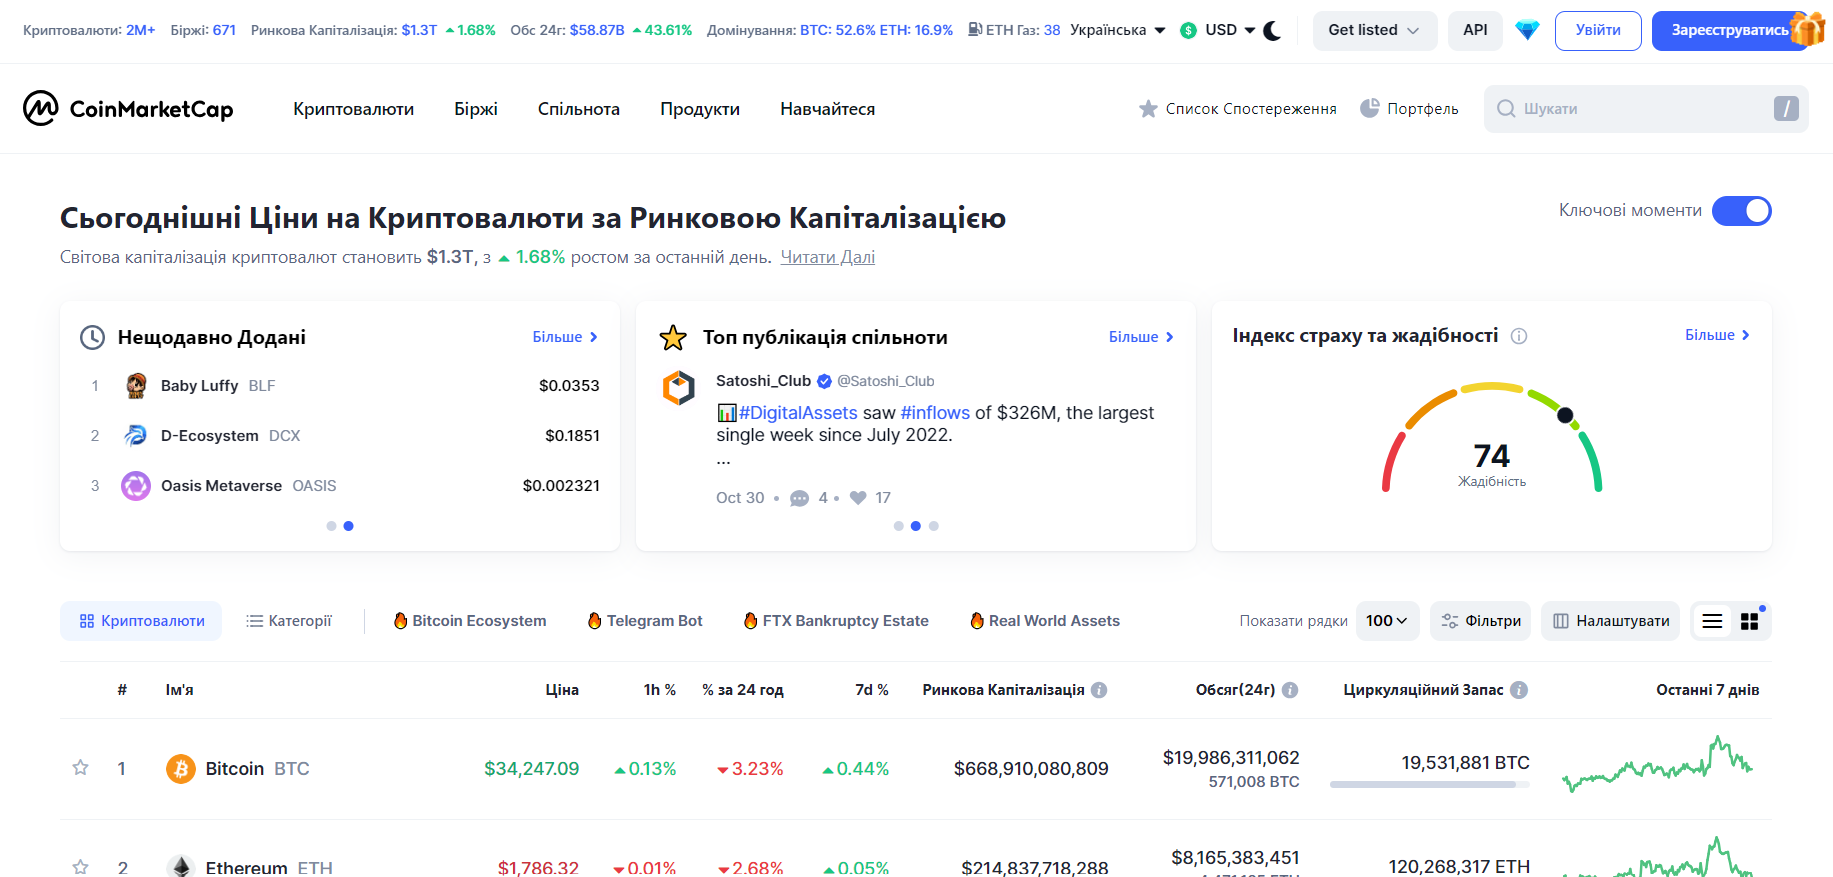 Криптовалюти: 2M+ Біржі: 671 Ринкова Капіталізація: $1.3T 1.68% Обс 24г: $58.87B 43.61% Домінування: BTC: 52.6% ETH: 16.9% ETH Газ: 38 Українська USD Get listed API Увійти Зареєструватись
CoinMarketCap Криптовалюти Біржі Спільнота Продукти Навчайтеся Список Спостереження Портфель Шукати /
Сьогоднішні Ціни на Криптовалюти за Ринковою Капіталізацією Ключові моменти
Світова капіталізація криптовалют становить $1.3T, з 1.68% ростом за останній день. Читати Далі
Нещодавно Додані Більше
1 Baby Luffy BLF $0.0353
2 D-Ecosystem DCX $0.1851
3 Oasis Metaverse OASIS $0.002321
Топ публікація спільноти Більше
Satoshi_Club @Satoshi_Club
#DigitalAssets saw #inflows of $326M, the largest
single week since July 2022.
...
Oct 30 • 4 • 17
Індекс страху та жадібності Більше
74
Жадібність
Криптовалюти Категорії Bitcoin Ecosystem Telegram Bot FTX Bankruptcy Estate Real World Assets Показати рядки 100 Фільтри Налаштувати
# Ім'я Ціна 1h % % за 24 год 7d % Ринкова Капіталізація Обсяг(24г) Циркуляційний Запас Останні 7 днів
1 Bitcoin BTC $34,247.09 0.13% 3.23% 0.44% $668,910,080,809 $19,986,311,062 19,531,881 BTC
571,008 BTC
2 Ethereum ETH $1,786.32 0.01% 2.68% 0.05% $214,837,718,288 $8,165,383,451 120,268,317 ETH